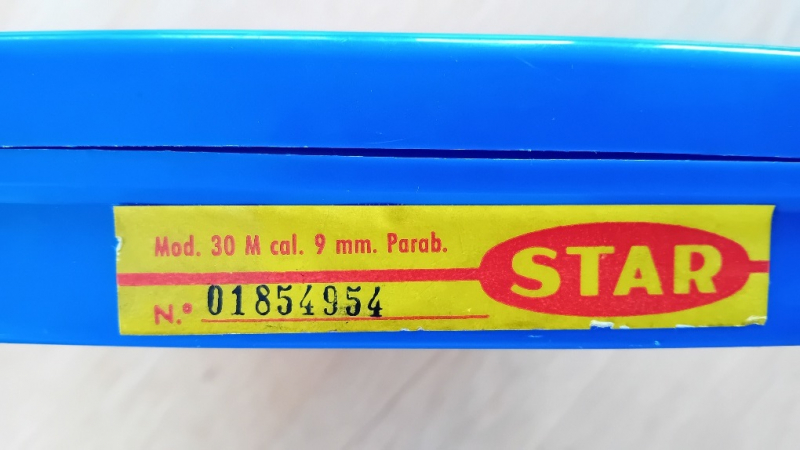 Mod. 30 M cal. 9 mm. Parab.
STAR
N.º 01854954